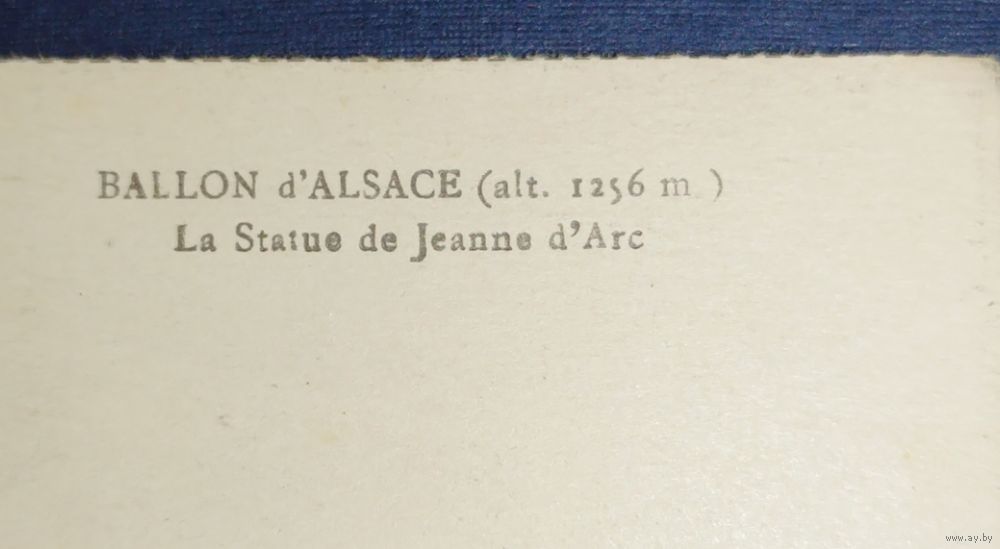 BALLON d'ALSACE (alt. 1256 m.)
La Statue de Jeanne d'Arc
www.ay.by